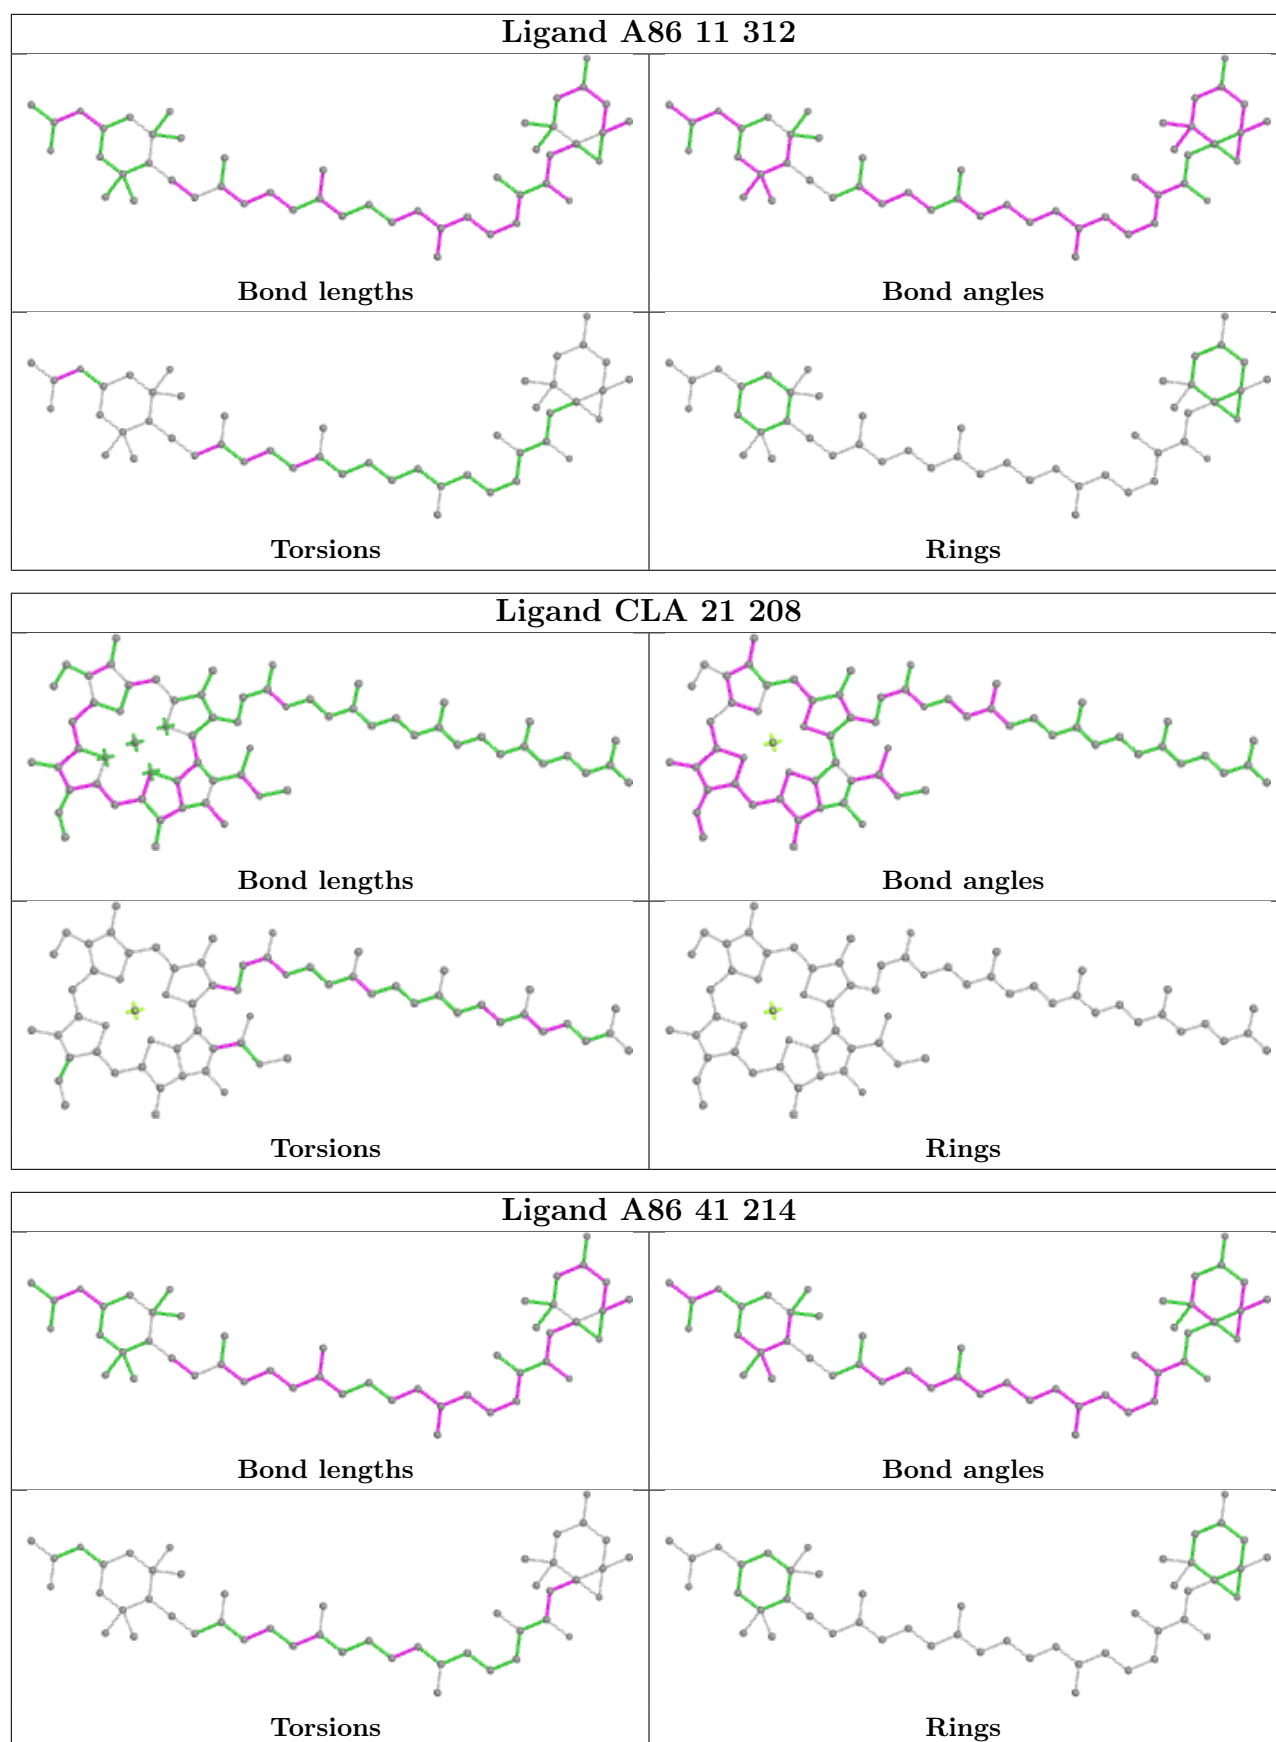 Ligand A86 11 312
Bond lengths
Bond angles
Torsions
Rings
Ligand CLA 21 208
Bond lengths
Bond angles
Torsions
Rings
Ligand A86 41 214
Bond lengths
Bond angles
Torsions
Rings